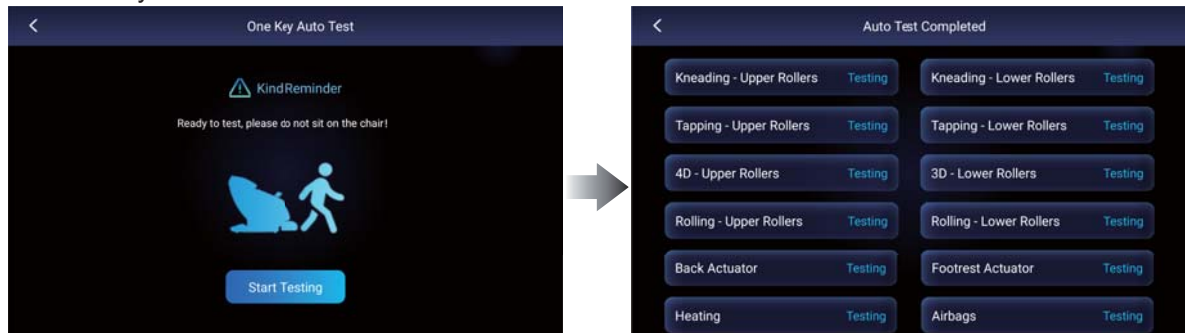 One Key Auto Test
KindReminder
Ready to test, please do not sit on the chair!
Start Testing
Auto Test Completed
Kneading - Upper Rollers Testing Kneading - Lower Rollers Testing
Tapping - Upper Rollers Testing Tapping - Lower Rollers Testing
4D - Upper Rollers Testing 3D - Lower Rollers Testing
Rolling - Upper Rollers Testing Rolling - Lower Rollers Testing
Back Actuator Testing Footrest Actuator Testing
Heating Testing Airbags Testing